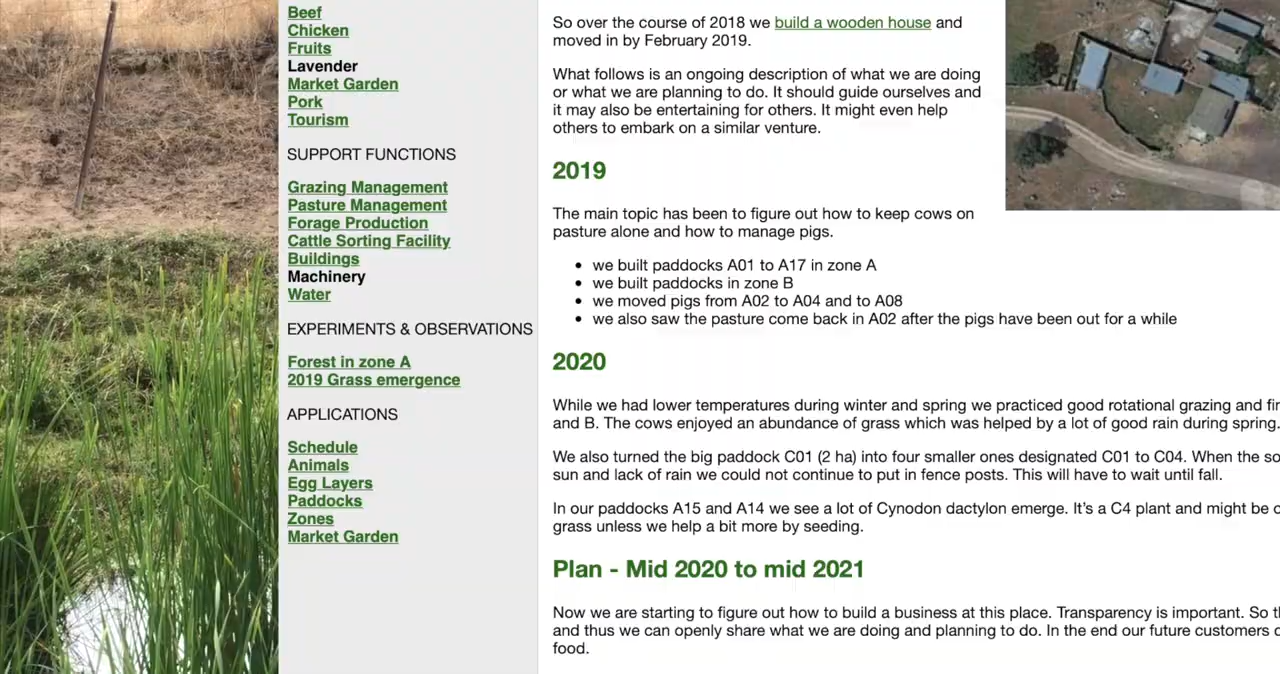 Beef
Chicken
Fruits
Lavender
Market Garden
Pork
Tourism
SUPPORT FUNCTIONS
Grazing Management
Pasture Management
Forage Production
Cattle Sorting Facility
Buildings
Machinery
Water
EXPERIMENTS & OBSERVATIONS
Forest in zone A
2019 Grass emergence
APPLICATIONS
Schedule
Animals
Egg Layers
Paddocks
Zones
Market Garden
So over the course of 2018 we build a wooden house and
moved in by February 2019.
What follows is an ongoing description of what we are doing
or what we are planning to do. It should guide ourselves and
it may also be entertaining for others. It might even help
others to embark on a similar venture.
2019
The main topic has been to figure out how to keep cows on
pasture alone and how to manage pigs.
• we built paddocks A01 to A17 in zone A
• we built paddocks in zone B
• we moved pigs from A02 to A04 and to A08
• we also saw the pasture come back in A02 after the pigs have been out for a while
2020
While we had lower temperatures during winter and spring we practiced good rotational grazing and
and B. The cows enjoyed an abundance of grass which was helped by a lot of good rain during spring.
We also turned the big paddock C01 (2 ha) into four smaller ones designated C01 to C04. When the
sun and lack of rain we could not continue to put in fence posts. This will have to wait until fall.
In our paddocks A15 and A14 we see a lot of Cynodon dactylon emerge. It's a C4 plant and might be
grass unless we help a bit more by seeding.
Plan - Mid 2020 to mid 2021
Now we are starting to figure out how to build a business at this place. Transparency is important. So
and thus we can openly share what we are doing and planning to do. In the end our future customers
food.